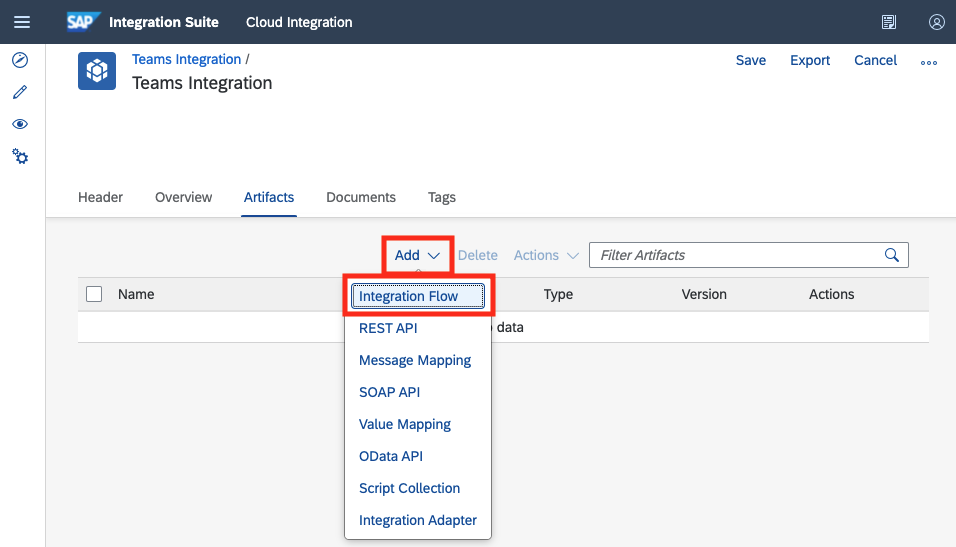 SAP Integration Suite Cloud Integration
Teams Integration /
Teams Integration
Save Export Cancel
Header Overview Artifacts Documents Tags
Add Delete Actions Filter Artifacts
Name Type Version Actions
data
Integration Flow
REST API
Message Mapping
SOAP API
Value Mapping
OData API
Script Collection
Integration Adapter